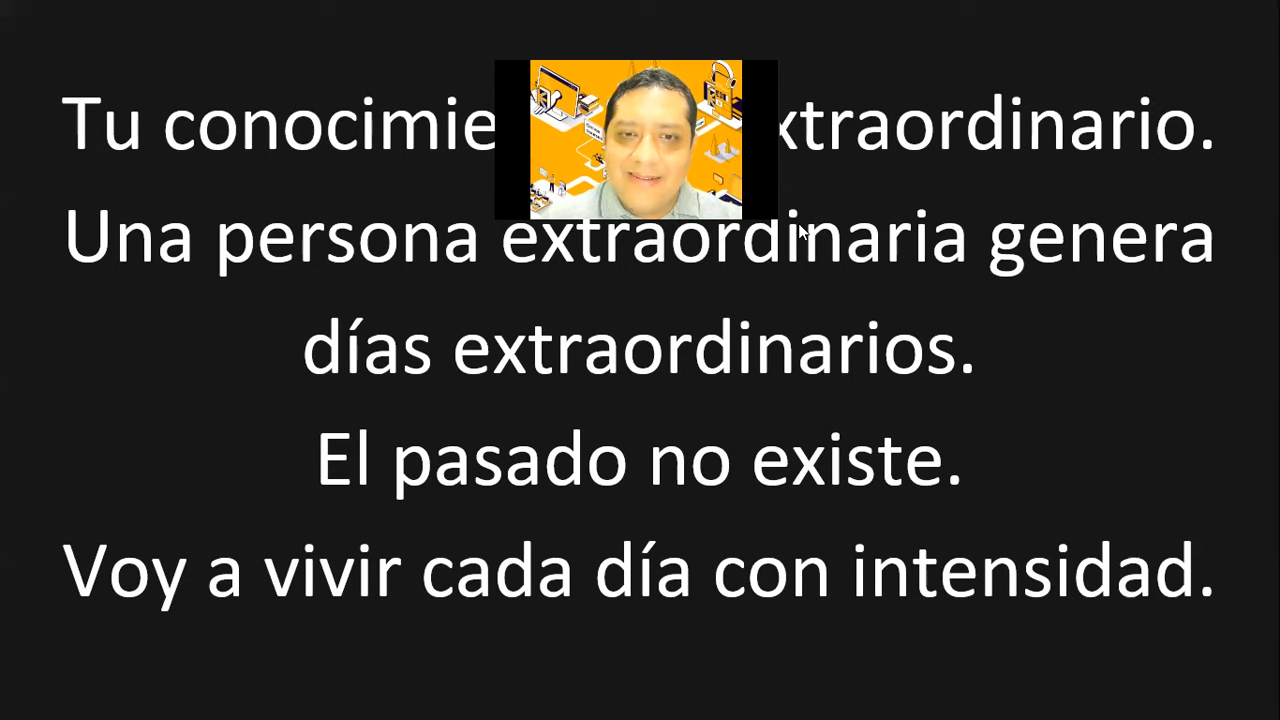 Tu conocimie xtraordinario.
Una persona extraordinaria genera
días extraordinarios.
El pasado no existe.
Voy a vivir cada día con intensidad.